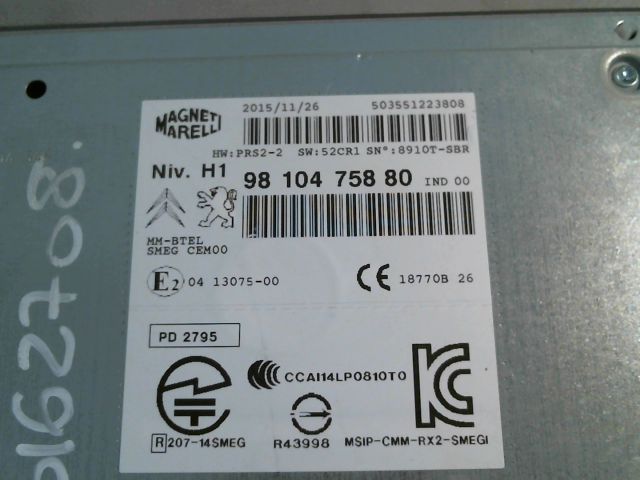 2015/11/26 503551223808
MAGNETI
MARELLI
HW:PRS2-2 SW:52CR1 SN°:8910T-SBR
Niv. H1 98 104 758 80 IND 00
MM-BTEL
SMEG CEM00
E2 04 13075-00 CE 18770B 26
PD 2795
CCAI14LP0810T0
R 207-14SMEG R43998 MSIP-CMM-RX2-SMEGI